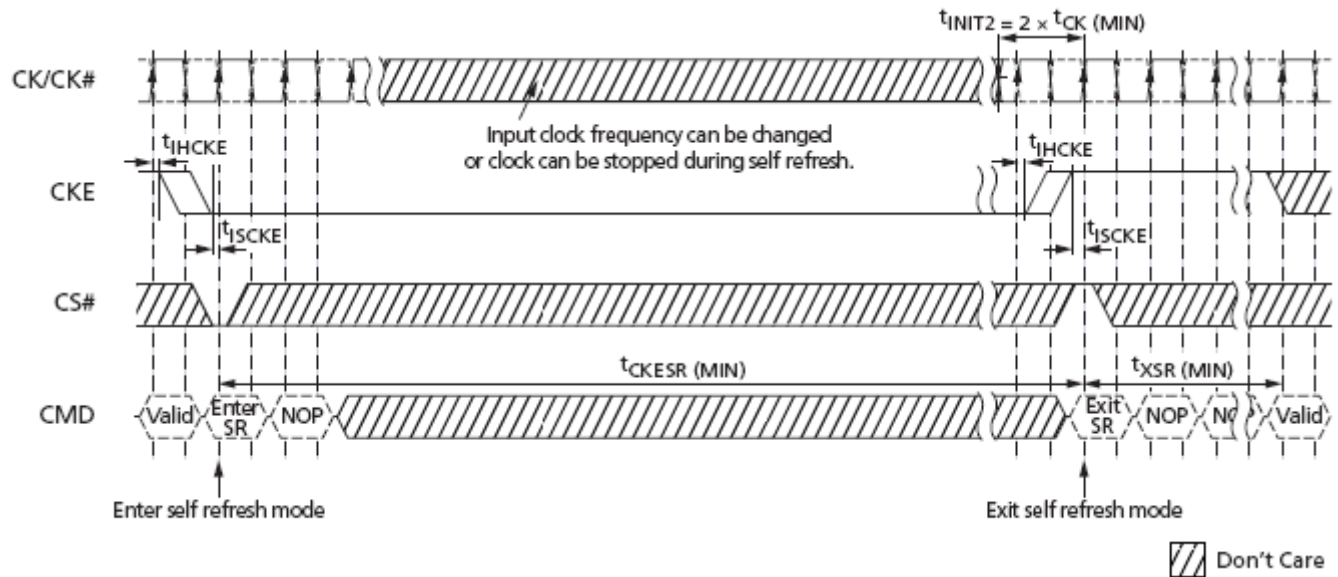 tINIT2 = 2 × tCK (MIN)
CK/CK#
Input clock frequency can be changed
or clock can be stopped during self refresh.
tIHCKE
tIHCKE
CKE
tISCKE
tISCKE
CS#
tCKESR (MIN)
tXSR (MIN)
CMD
Valid
Enter
SR
NOP
Exit
SR
NOP
NOP
Valid
Enter self refresh mode
Exit self refresh mode
Don't Care